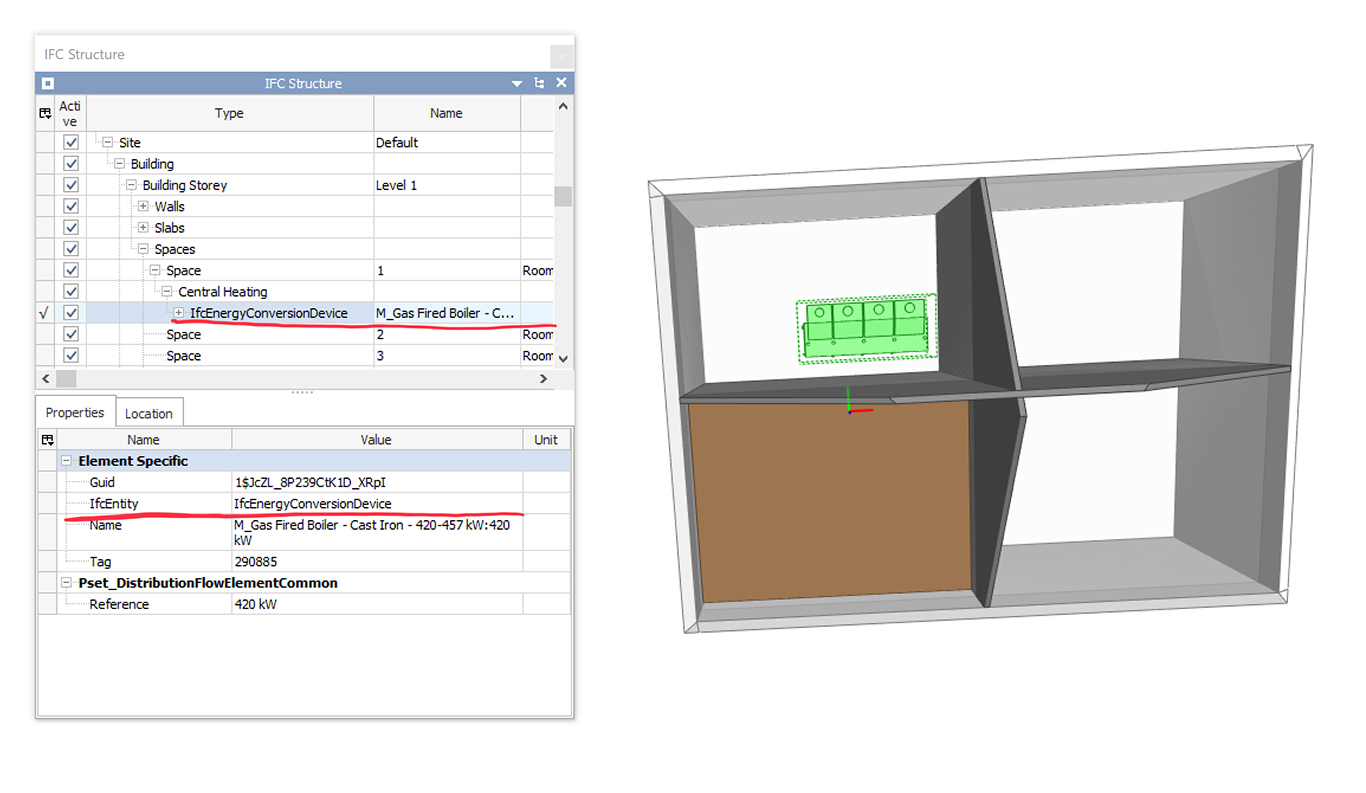 IFC Structure
IFC Structure
Acti
ve
Type
Name
Site
Default
Building
Building Storey
Level 1
Walls
Slabs
Spaces
Space
1
Room
Central Heating
IfcEnergyConversionDevice
M_Gas Fired Boiler - C...
Space
2
Room
Space
3
Room
Properties
Location
Name
Value
Unit
Element Specific
Guid
1$JcZL_8P239CtK1D_XRpI
IfcEntity
IfcEnergyConversionDevice
Name
M_Gas Fired Boiler - Cast Iron - 420-457 kW:420
kW
Tag
290885
Pset_DistributionFlowElementCommon
Reference
420 kW